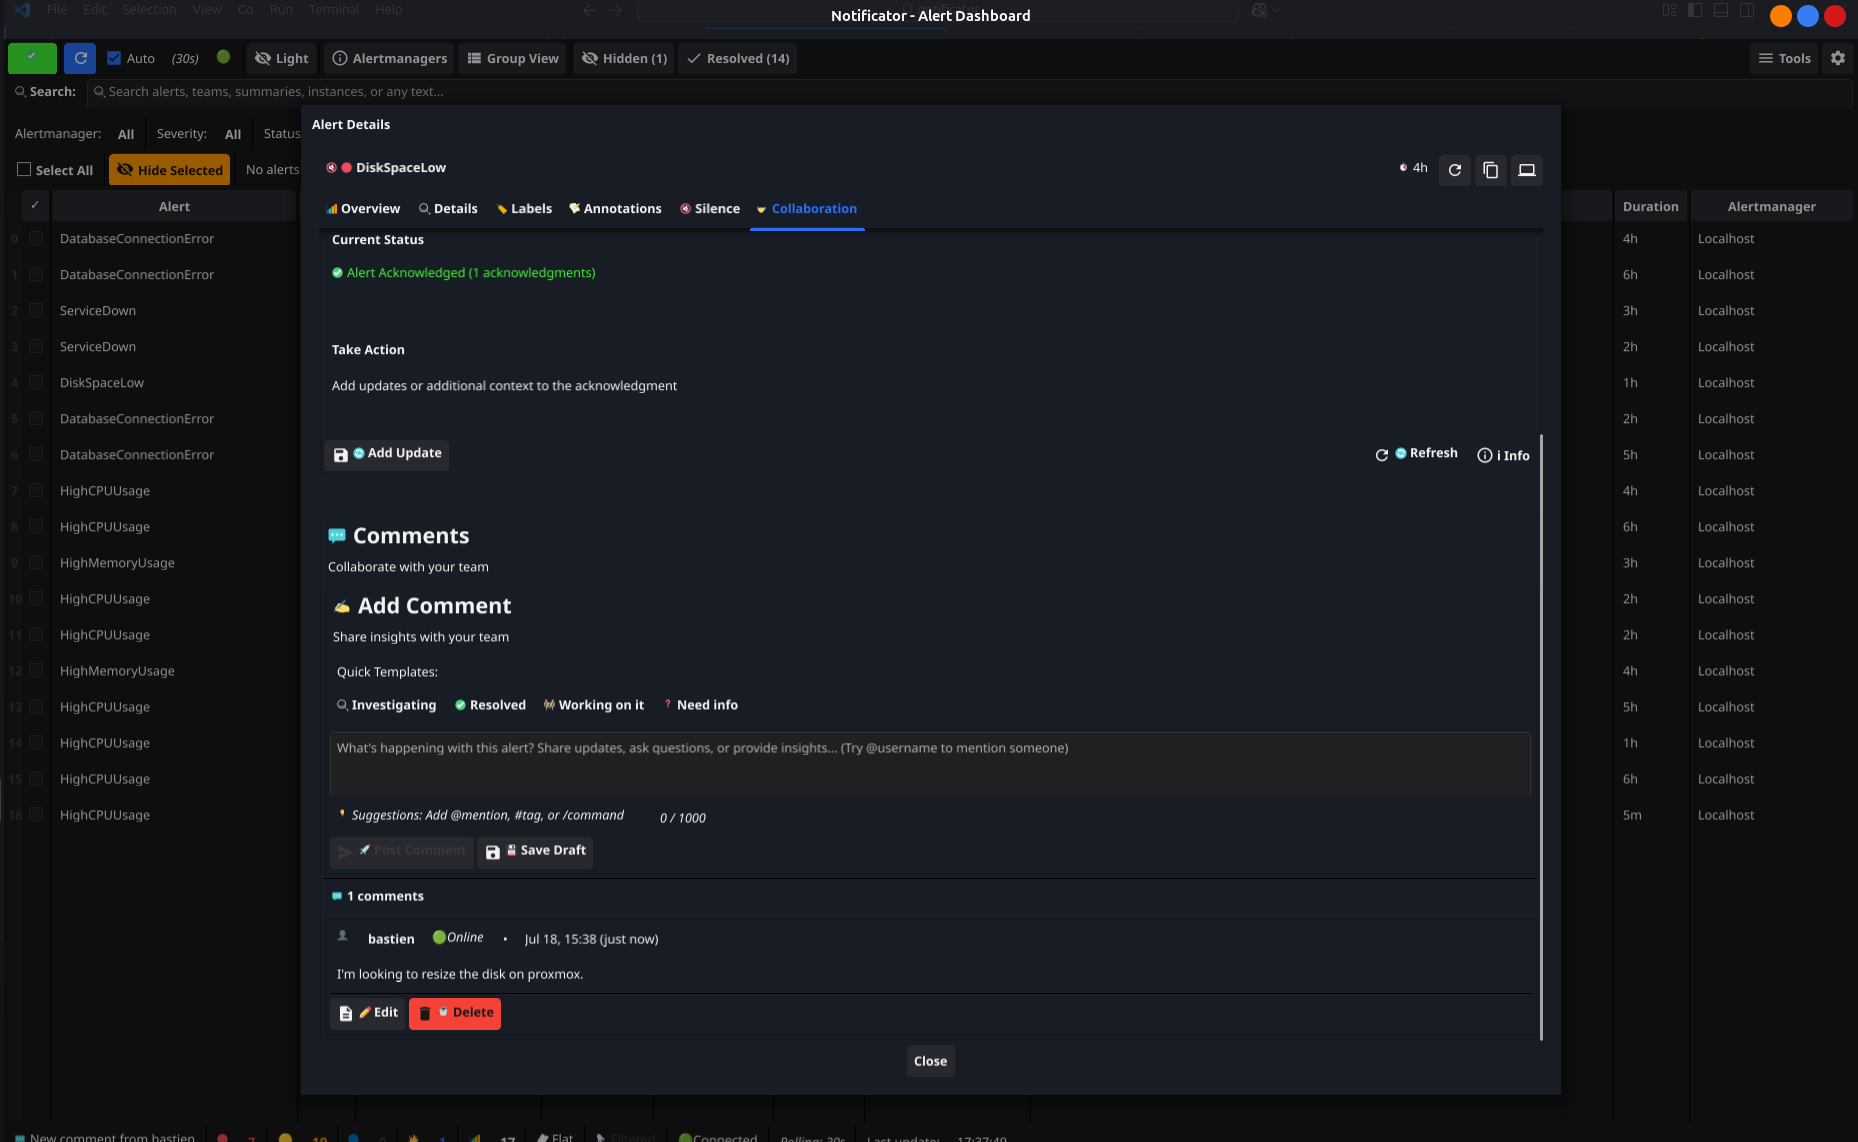 File Edit Selection View Go Run Terminal Help
Notificator - Alert Dashboard
Auto (30s) Light Alertmanagers Group View Hidden (1) Resolved (14) Tools
Search: Search alerts, teams, summaries, instances, or any text...
Alertmanager: All Severity: All Status
Select All Hide Selected No alerts
Alert Duration Alertmanager
0 DatabaseConnectionError 4h Localhost
1 DatabaseConnectionError 6h Localhost
2 ServiceDown 3h Localhost
3 ServiceDown 2h Localhost
4 DiskSpaceLow 1h Localhost
5 DatabaseConnectionError 2h Localhost
6 DatabaseConnectionError 5h Localhost
7 HighCPUUsage 4h Localhost
8 HighCPUUsage 6h Localhost
9 HighMemoryUsage 3h Localhost
10 HighCPUUsage 2h Localhost
11 HighCPUUsage 2h Localhost
12 HighMemoryUsage 4h Localhost
13 HighCPUUsage 5h Localhost
14 HighCPUUsage 1h Localhost
15 HighCPUUsage 6h Localhost
16 HighCPUUsage 5m Localhost
Alert Details
DiskSpaceLow 4h
Overview Details Labels Annotations Silence Collaboration
Current Status
Alert Acknowledged (1 acknowledgments)
Take Action
Add updates or additional context to the acknowledgment
Add Update Refresh i Info
Comments
Collaborate with your team
Add Comment
Share insights with your team
Quick Templates:
Investigating Resolved Working on it Need info
What's happening with this alert? Share updates, ask questions, or provide insights... (Try @username to mention someone)
Suggestions: Add @mention, #tag, or /command 0 / 1000
Post Comment Save Draft
1 comments
bastien Online • Jul 18, 15:38 (just now)
I'm looking to resize the disk on proxmox.
Edit Delete
Close
New comment from bastien 7 10 0 1 17 Flat Filtered Connected Polling: 30s Last update: 17:37:49